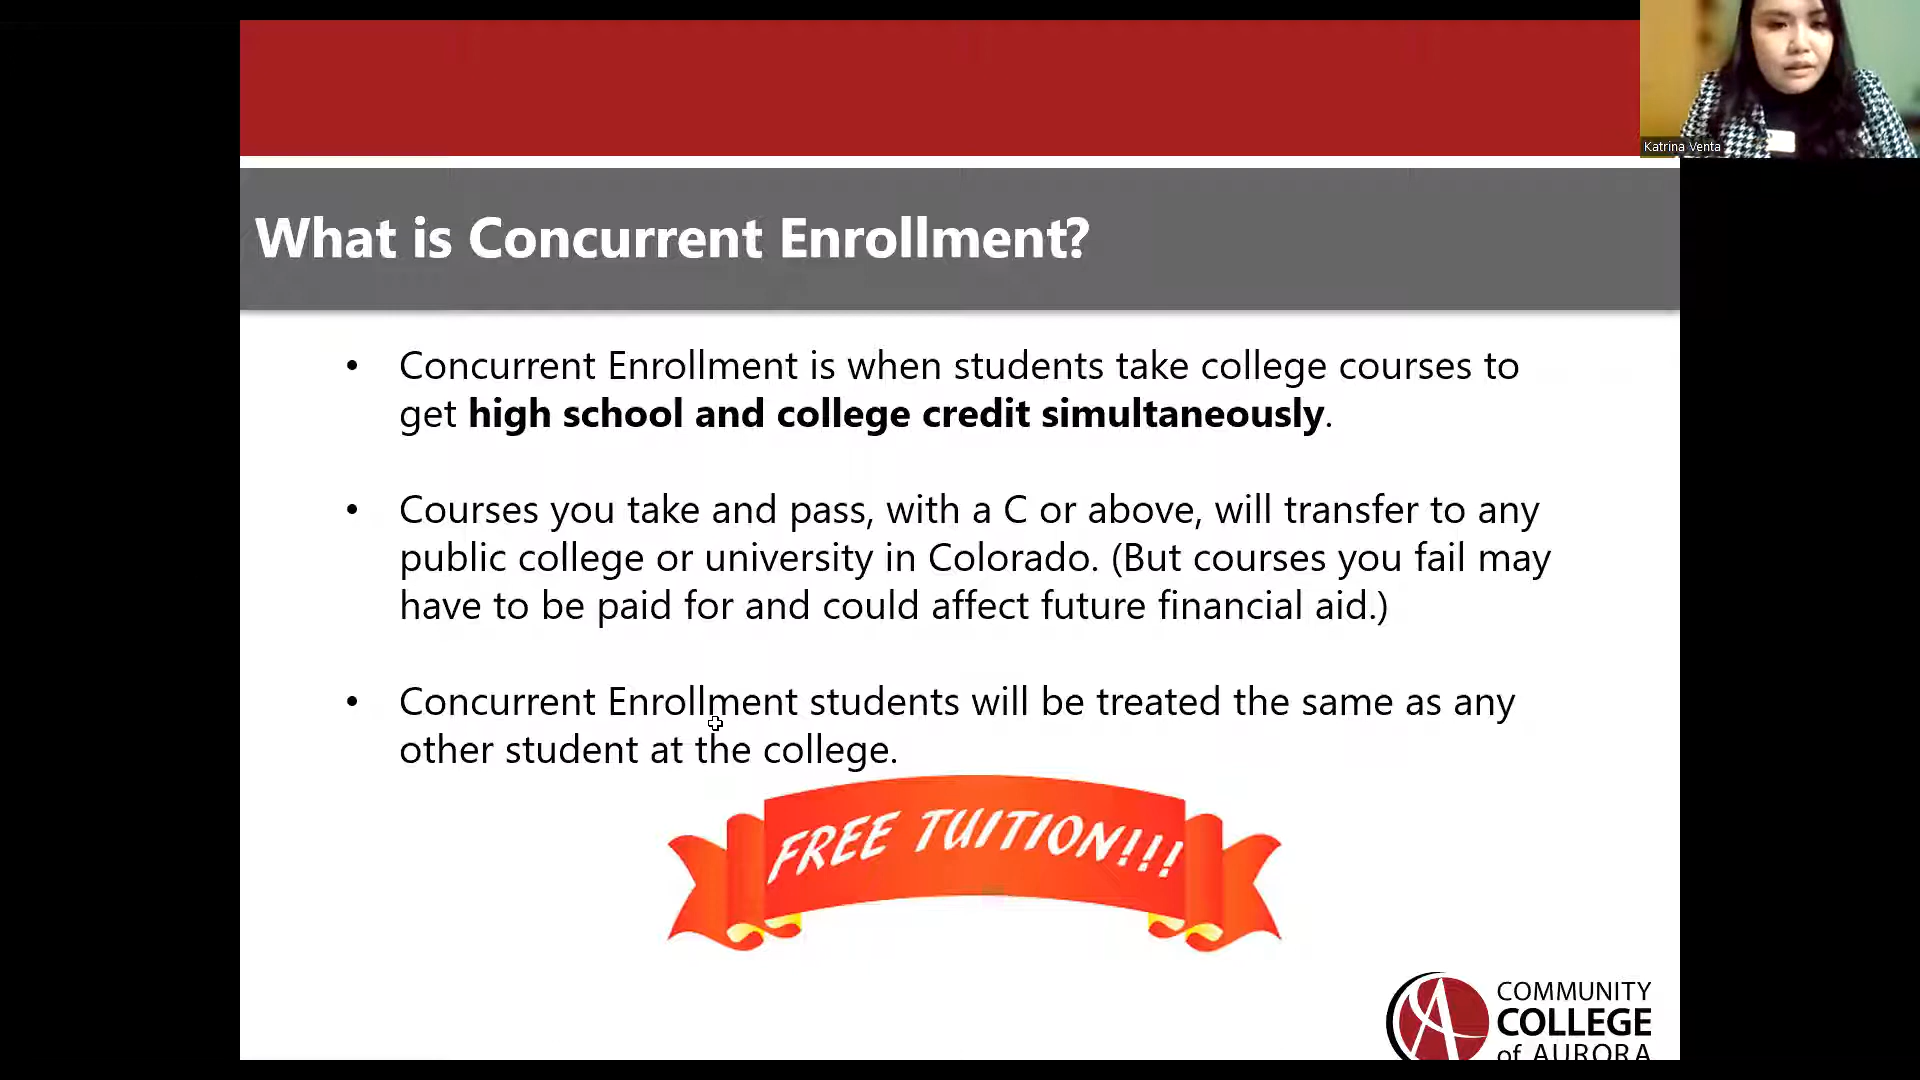 Katrina Venta
What is Concurrent Enrollment?
• Concurrent Enrollment is when students take college courses to
get high school and college credit simultaneously.
• Courses you take and pass, with a C or above, will transfer to any
public college or university in Colorado. (But courses you fail may
have to be paid for and could affect future financial aid.)
• Concurrent Enrollment students will be treated the same as any
other student at the college.
FREE TUITION!!!
COMMUNITY
COLLEGE
of AURORA